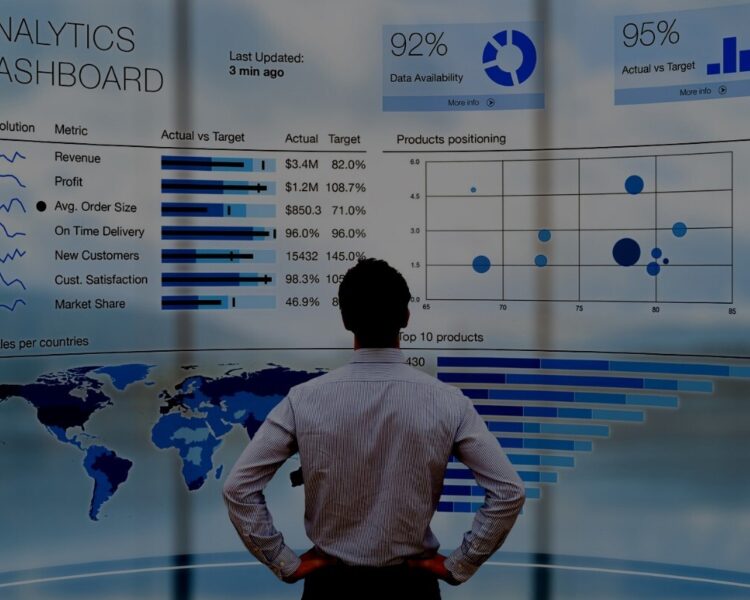 NALYTICS
ASHBOARD
Last Updated:
3 min ago
92%
Data Availability
More info
95%
Actual vs Target
More info
olution Metric Actual vs Target Actual Target
Revenue $3.4M 82.0%
Profit $1.2M 108.7%
Avg. Order Size $850.3 71.0%
On Time Delivery 96.0% 96.0%
New Customers 15432 145.0%
Cust. Satisfaction 98.3% 105
Market Share 46.9% 8
Products positioning
6.0
4.5
3.0
1.5
0.0
65 70 75 80 85
les per countries
Top 10 products
430